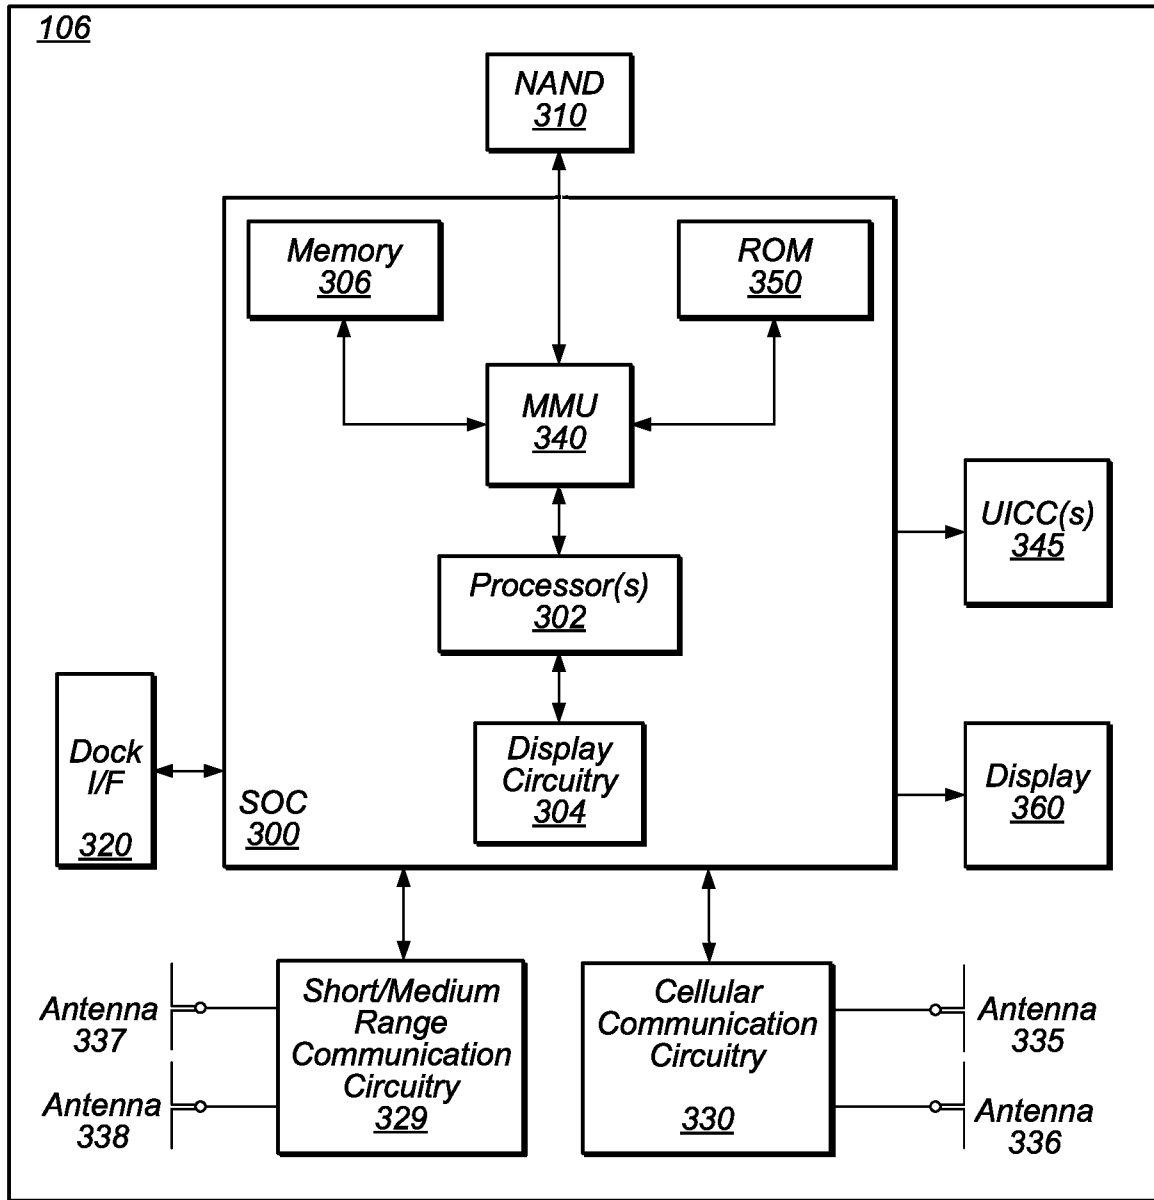 106
NAND
310
Memory
306
ROM
350
MMU
340
UICC(s)
345
Processor(s)
302
Dock
I/F
320
Display
Circuitry
304
SOC
300
Display
360
Antenna
337
Antenna
338
Short/Medium
Range
Communication
Circuitry
329
Cellular
Communication
Circuitry
330
Antenna
335
Antenna
336